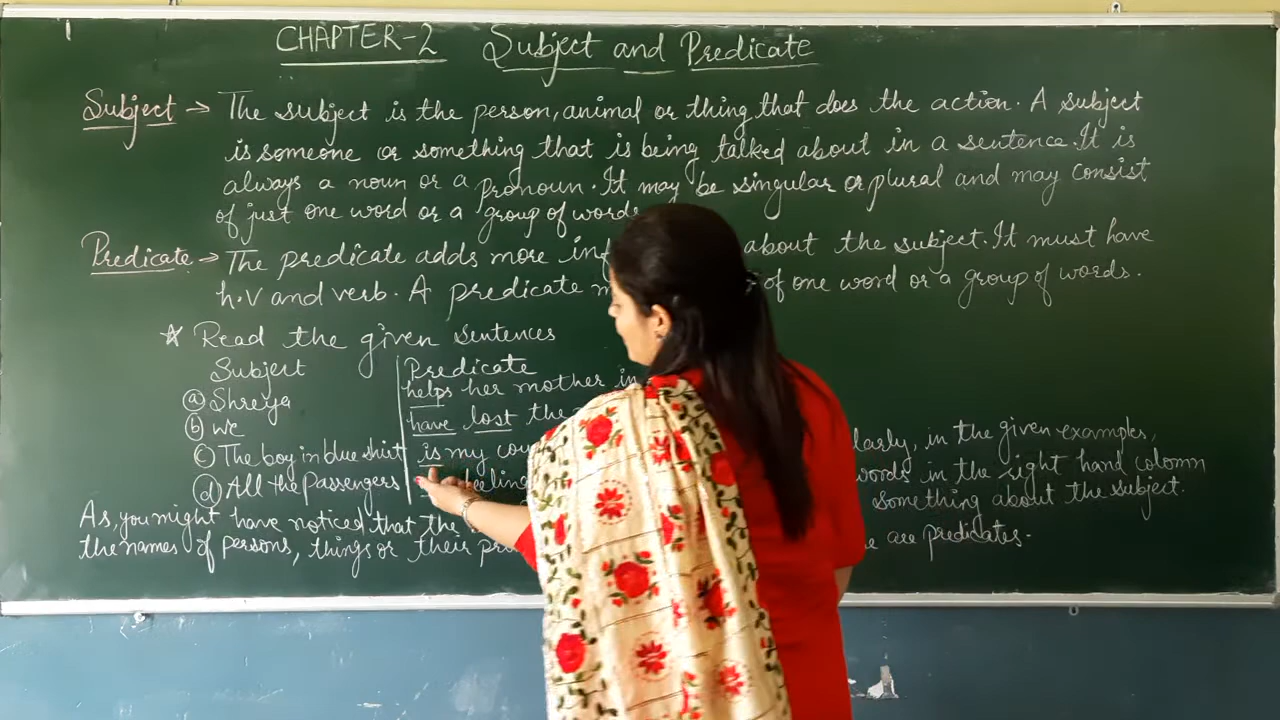 CHAPTER-2 Subject and Predicate
Subject → The subject is the person, animal or thing that does the action. A subject
is someone or something that is being talked about in a sentence. It is
always a noun or a pronoun. It may be singular or plural and may consist
of just one word or a group of words
Predicate → The predicate adds more about the subject. It must have
h.v and verb. A predicate of one word or a group of words.
☆ Read the given sentences
Subject Predicate
(a) Shreya helps her mother in
(b) we have lost the
(c) The boy in blue shirt is my
(d) All the Passengers
As, you might have noticed that the
the names of persons, things or their
in the given examples,
words in the right hand column
something about the subject.
are predicates.